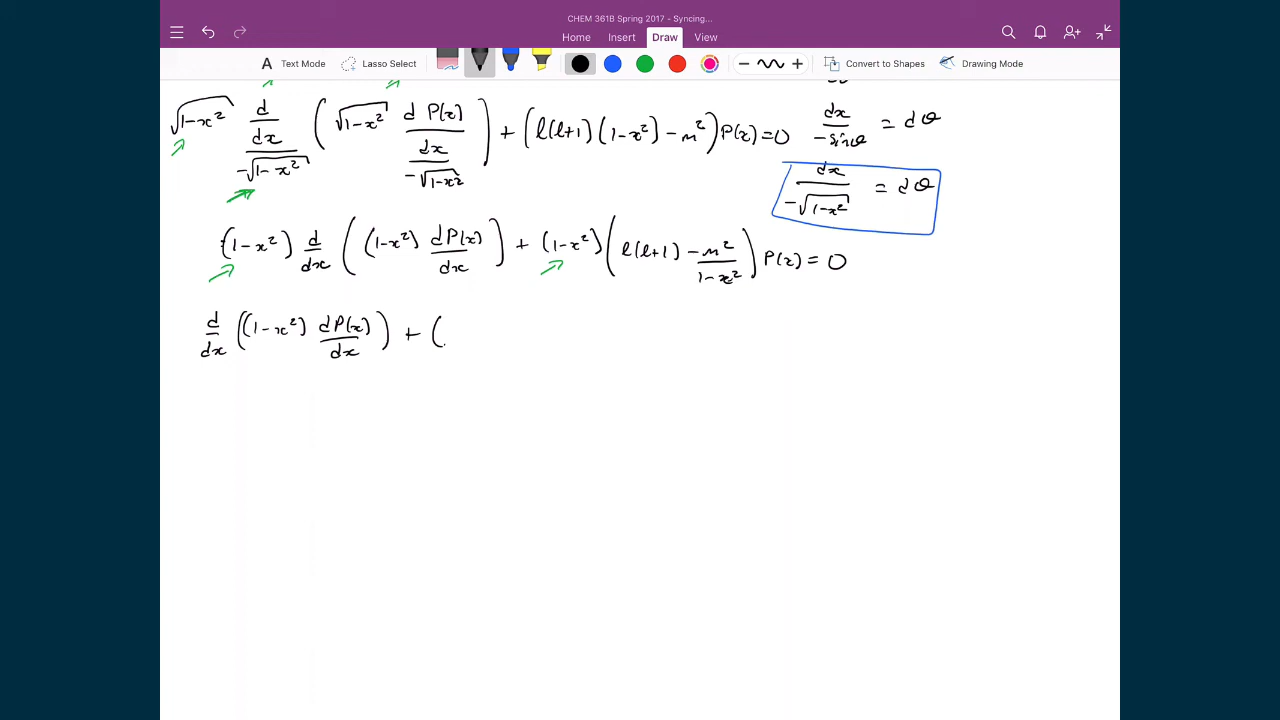 CHEM 361B Spring 2017 - Syncing...
Home Insert Draw View
A Text Mode Lasso Select Convert to Shapes Drawing Mode
√(1-x²) d/(dx/(-√(1-x²))) (√(1-x²) dP(x)/(dx/(-√(1-x²)))) + (l(l+1)(1-x²) - m²)P(x) = 0
dx/(-sinθ) = dθ
dx/(-√(1-x²)) = dθ
(1-x²) d/dx ((1-x²) dP(x)/dx) + (1-x²)(l(l+1) - m²/(1-x²))P(x) = 0
d/dx ((1-x²) dP(x)/dx) + (